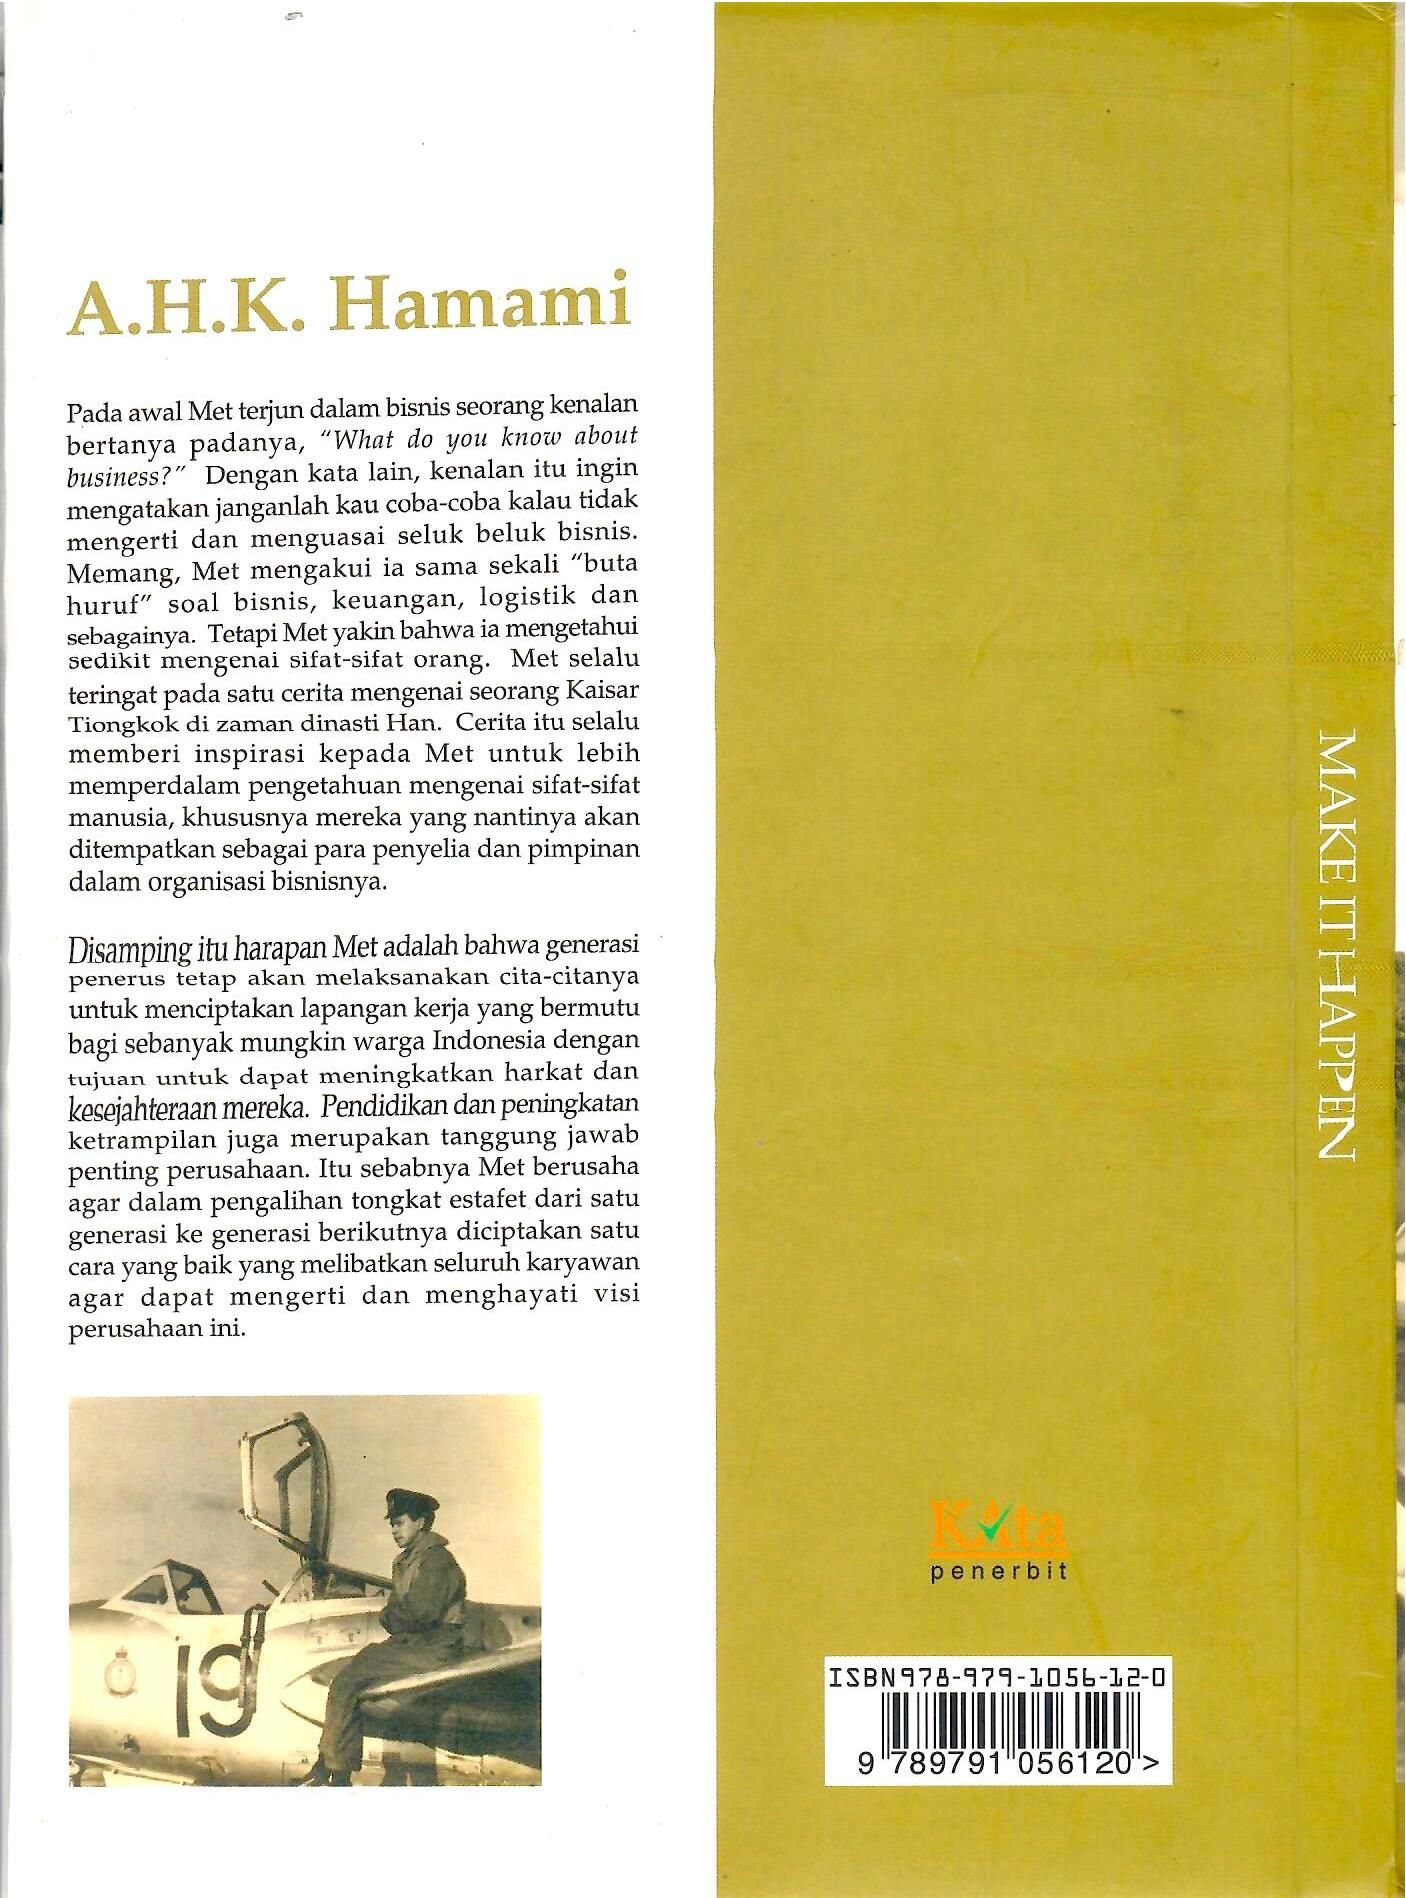 A.H.K. Hamami
Pada awal Met terjun dalam bisnis seorang kenalan
bertanya padanya, "What do you know about
business?" Dengan kata lain, kenalan itu ingin
mengatakan janganlah kau coba-coba kalau tidak
mengerti dan menguasai seluk beluk bisnis.
Memang, Met mengakui ia sama sekali "buta
huruf" soal bisnis, keuangan, logistik dan
sebagainya. Tetapi Met yakin bahwa ia mengetahui
sedikit mengenai sifat-sifat orang. Met selalu
teringat pada satu cerita mengenai seorang Kaisar
Tiongkok di zaman dinasti Han. Cerita itu selalu
memberi inspirasi kepada Met untuk lebih
memperdalam pengetahuan mengenai sifat-sifat
manusia, khususnya mereka yang nantinya akan
ditempatkan sebagai para penyelia dan pimpinan
dalam organisasi bisnisnya.
Disamping itu harapan Met adalah bahwa generasi
penerus tetap akan melaksanakan cita-citanya
untuk menciptakan lapangan kerja yang bermutu
bagi sebanyak mungkin warga Indonesia dengan
tujuan untuk dapat meningkatkan harkat dan
kesejahteraan mereka. Pendidikan dan peningkatan
ketrampilan juga merupakan tanggung jawab
penting perusahaan. Itu sebabnya Met berusaha
agar dalam pengalihan tongkat estafet dari satu
generasi ke generasi berikutnya diciptakan satu
cara yang baik yang melibatkan seluruh karyawan
agar dapat mengerti dan menghayati visi
perusahaan ini.
19
MAKE IT HAPPEN
KAta
penerbit
ISBN 978-979-1056-12-0
9 789791 056120 >